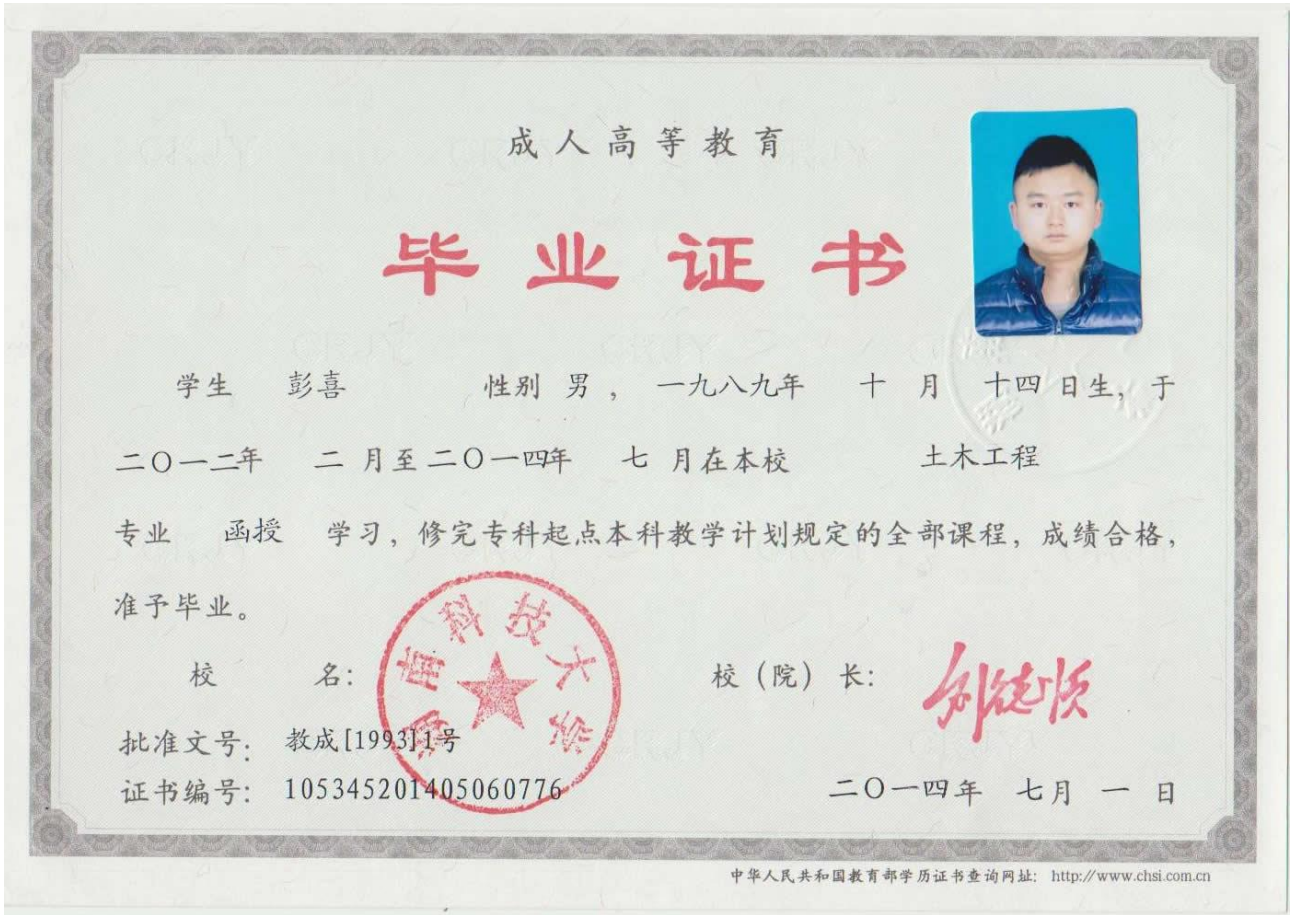 成人高等教育
毕业证书
学生 彭喜 性别 男，一九八九年 十 月 十四日生，于
二〇一二年 二 月至二〇一四年 七 月在本校 土木工程
专业 函授 学习，修完专科起点本科教学计划规定的全部课程，成绩合格，
准予毕业。
校 名：
湖南科技大学
校（院）长：
批准文号：教成[1993]1号
证书编号：105345201405060776
二〇一四年 七月 一 日
中华人民共和国教育部学历证书查询网址：http://www.chsi.com.cn